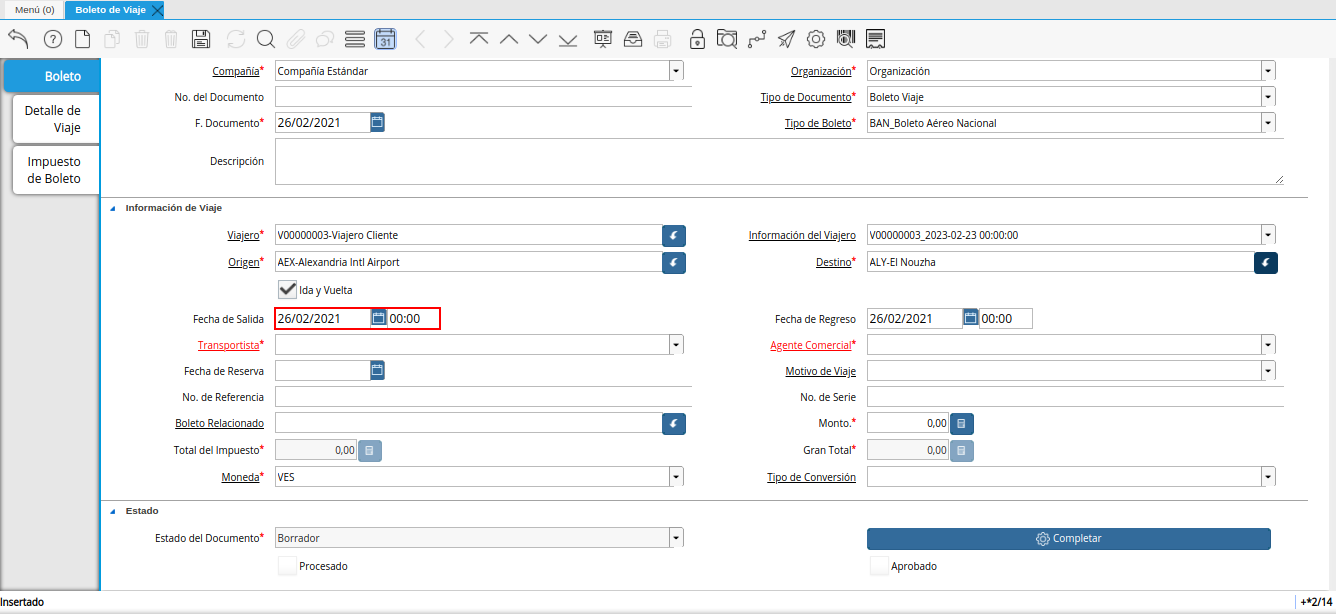 Menú (0)
Boleto de Viaje
31
Boleto
Detalle de
Viaje
Impuesto
de Boleto
Compañía* Compañía Estándar
Organización* Organización
No. del Documento
Tipo de Documento* Boleto Viaje
F. Documento* 26/02/2021
Tipo de Boleto* BAN_Boleto Aéreo Nacional
Descripción
Información de Viaje
Viajero* V00000003-Viajero Cliente
Información del Viajero V00000003_2023-02-23 00:00:00
Origen* AEX-Alexandria Intl Airport
Destino* ALY-El Nouzha
Ida y Vuelta
Fecha de Salida 26/02/2021 00:00
Fecha de Regreso 26/02/2021 00:00
Transportista*
Agente Comercial*
Fecha de Reserva
Motivo de Viaje
No. de Referencia
No. de Serie
Boleto Relacionado
Monto.* 0,00
Total del Impuesto* 0,00
Gran Total* 0,00
Moneda* VES
Tipo de Conversión
Estado
Estado del Documento* Borrador
Completar
Procesado
Aprobado
Insertado
+*2/14